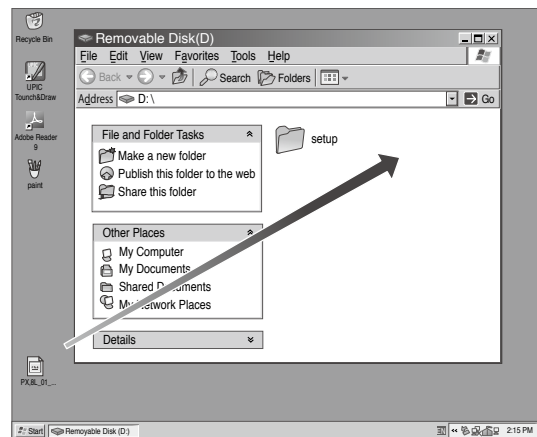 Recycle Bin
UPIC
Tounch&Draw
Adobe Reader
9
paint
PX,8L_01_...
Removable Disk(D)
File Edit View Favorites Tools Help
Back Search Folders
Address D:\ Go
File and Folder Tasks
Make a new folder
Publish this folder to the web
Share this folder
Other Places
My Computer
My Documents
Shared Documents
My Network Places
Details
setup
Start Removable Disk (D:) 2:15 PM